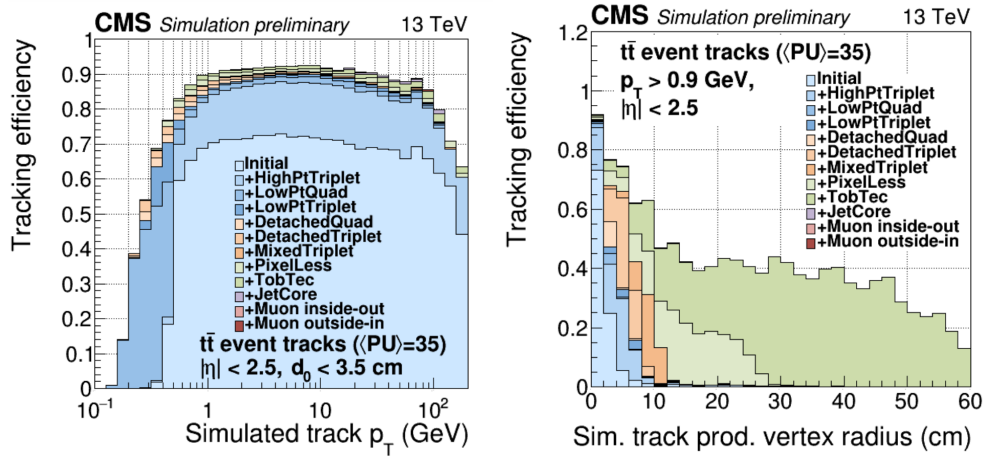 CMS Simulation preliminary 13 TeV
Tracking efficiency
1
0.9
0.8
0.7
0.6
0.5
0.4
0.3
0.2
0.1
0
Initial
+HighPtTriplet
+LowPtQuad
+LowPtTriplet
+DetachedQuad
+DetachedTriplet
+MixedTriplet
+PixelLess
+TobTec
+JetCore
+Muon inside-out
+Muon outside-in
tt̄ event tracks (⟨PU⟩=35)
|η| < 2.5, d₀ < 3.5 cm
10⁻¹ 1 10 10²
Simulated track p_T (GeV)
CMS Simulation preliminary 13 TeV
Tracking efficiency
1.2
1
0.8
0.6
0.4
0.2
0
tt̄ event tracks (⟨PU⟩=35)
p_T > 0.9 GeV,
|η| < 2.5
Initial
+HighPtTriplet
+LowPtQuad
+LowPtTriplet
+DetachedQuad
+DetachedTriplet
+MixedTriplet
+PixelLess
+TobTec
+JetCore
+Muon inside-out
+Muon outside-in
0 10 20 30 40 50 60
Sim. track prod. vertex radius (cm)